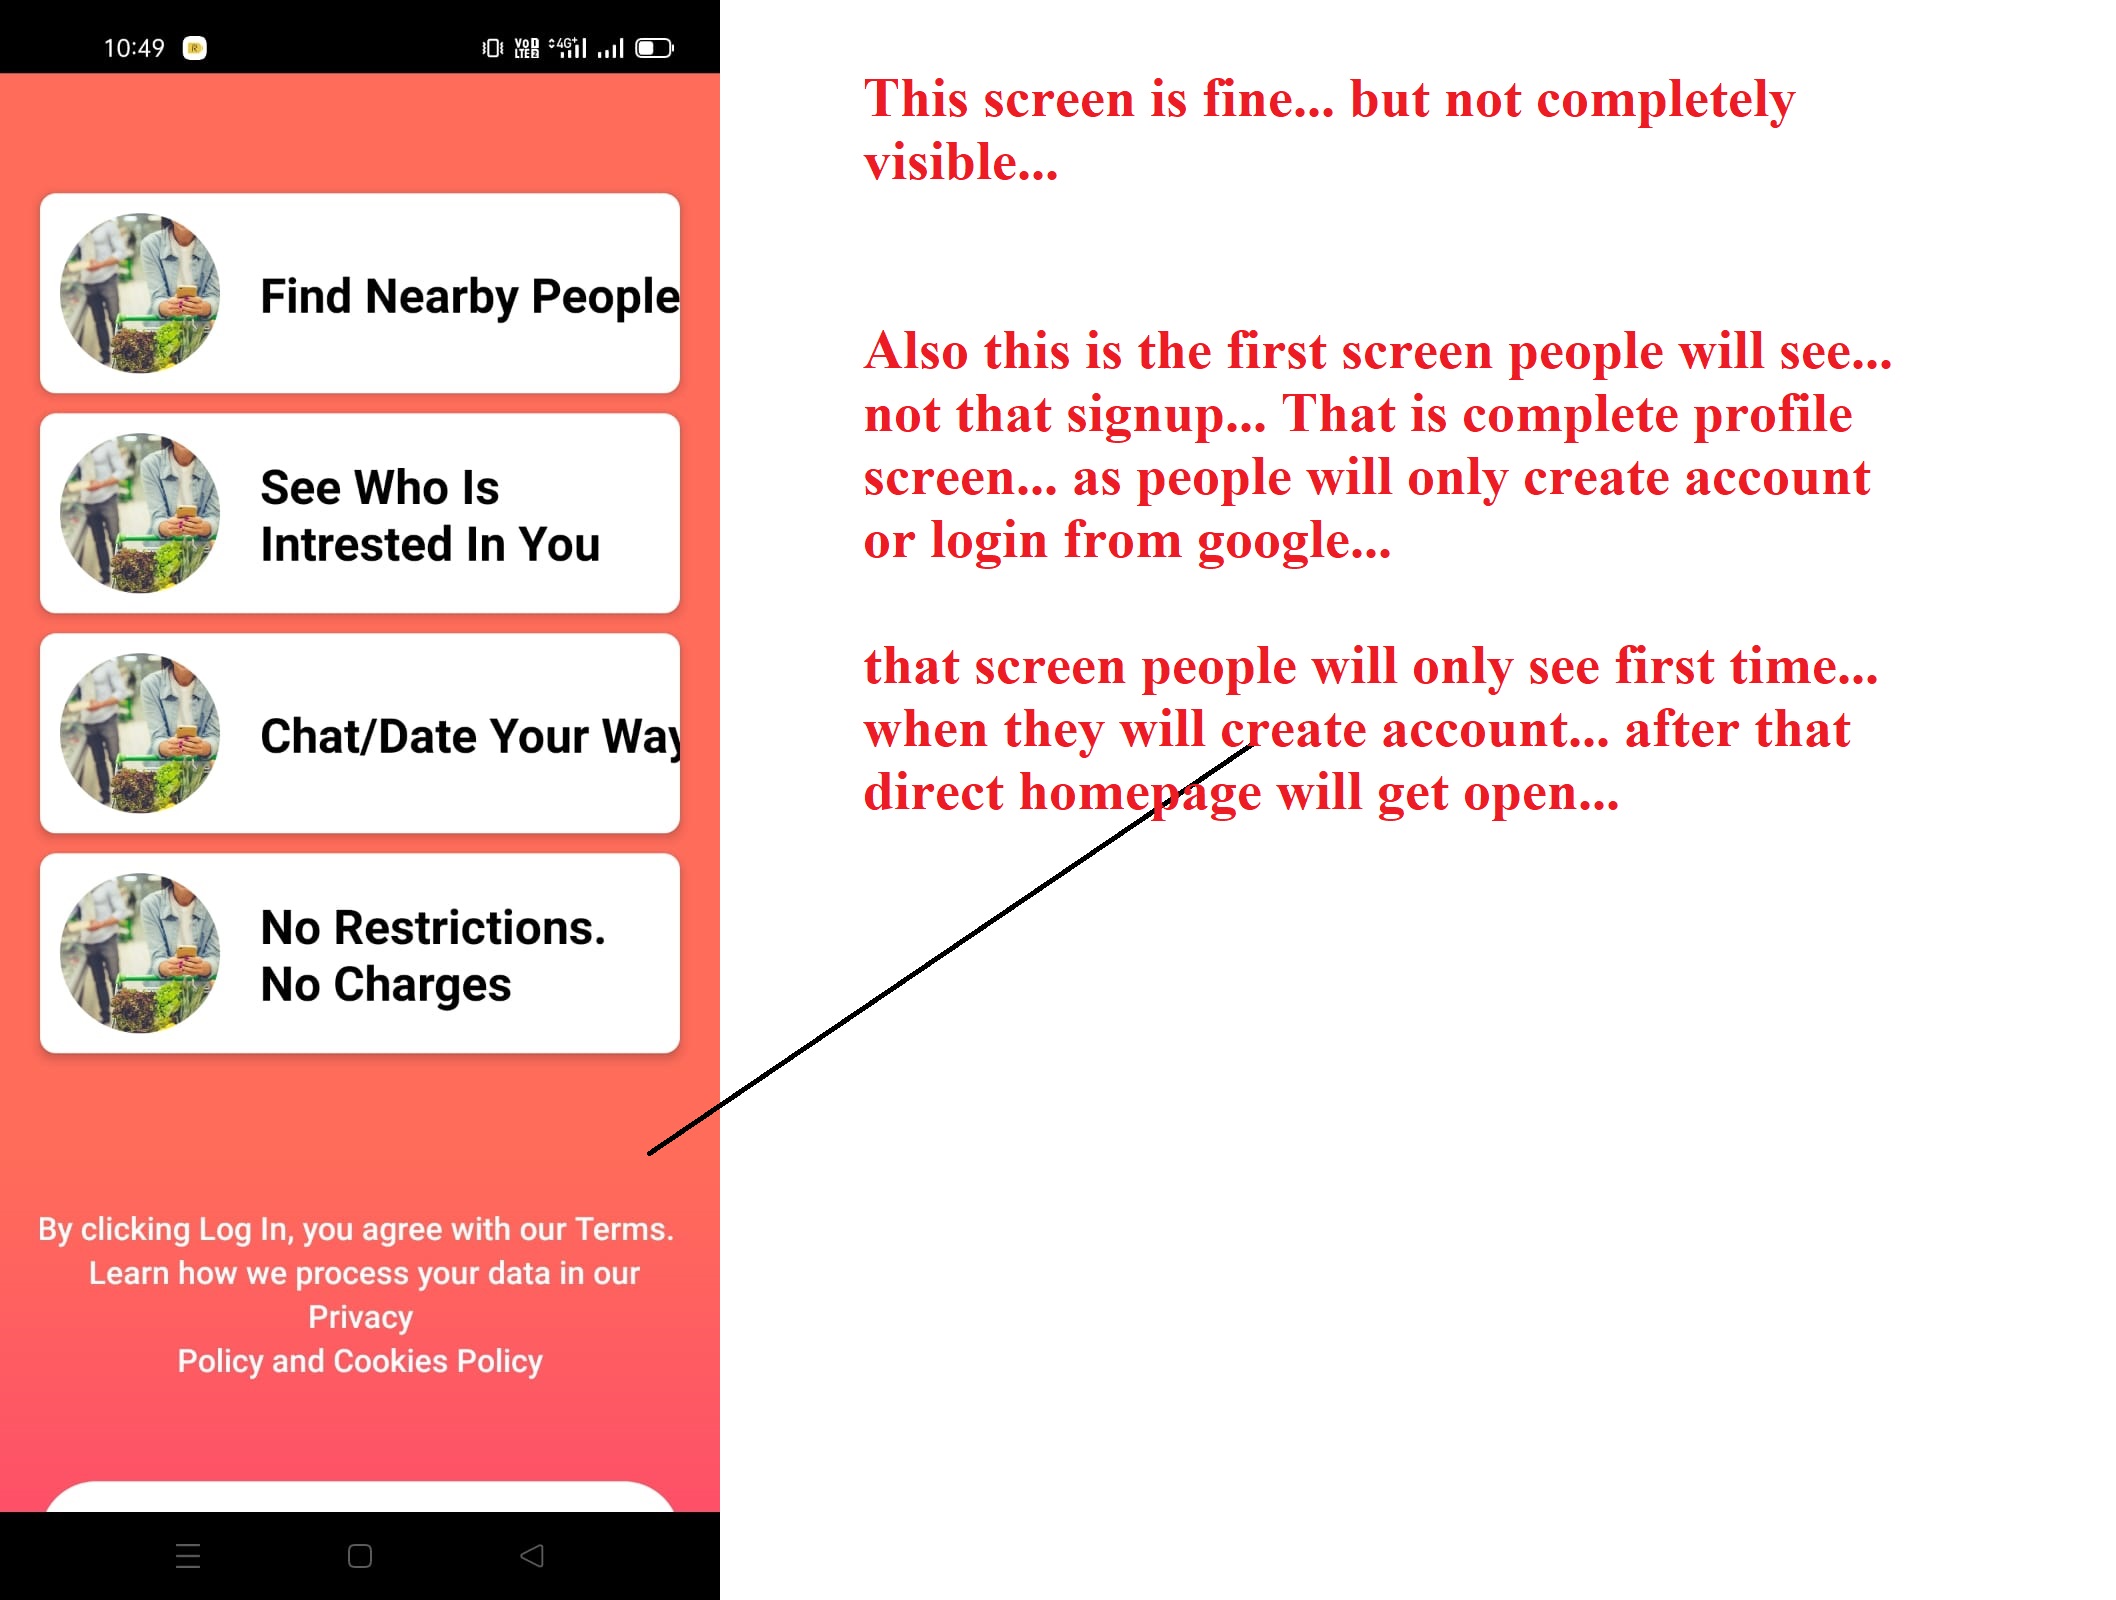 10:49
R
VoD
LTE2
4G+
Find Nearby People
See Who Is
Intrested In You
Chat/Date Your Way
No Restrictions.
No Charges
By clicking Log In, you agree with our Terms.
Learn how we process your data in our
Privacy
Policy and Cookies Policy
This screen is fine... but not completely
visible...
Also this is the first screen people will see...
not that signup... That is complete profile
screen... as people will only create account
or login from google...
that screen people will only see first time...
when they will create account... after that
direct homepage will get open...